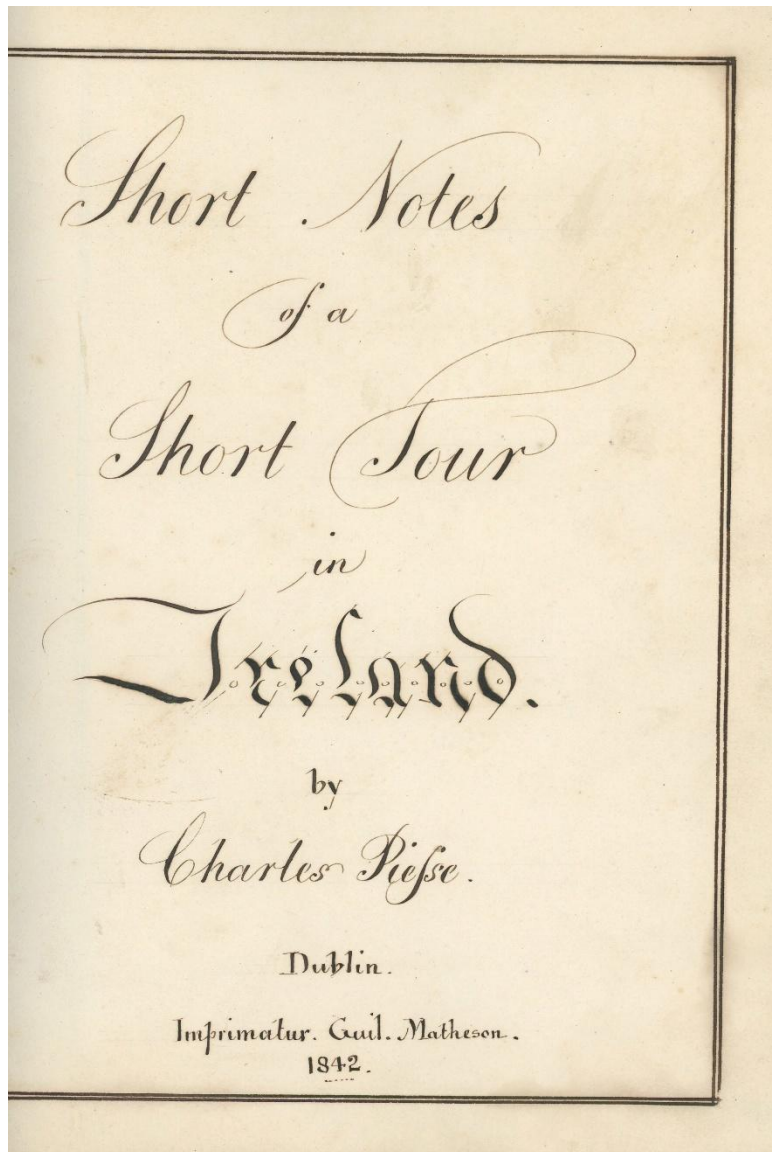 Short Notes
of a
Short Tour
in
Ireland.
by
Charles Pieſse.
Dublin.
Imprimatur. Guil. Matheson.
1842.